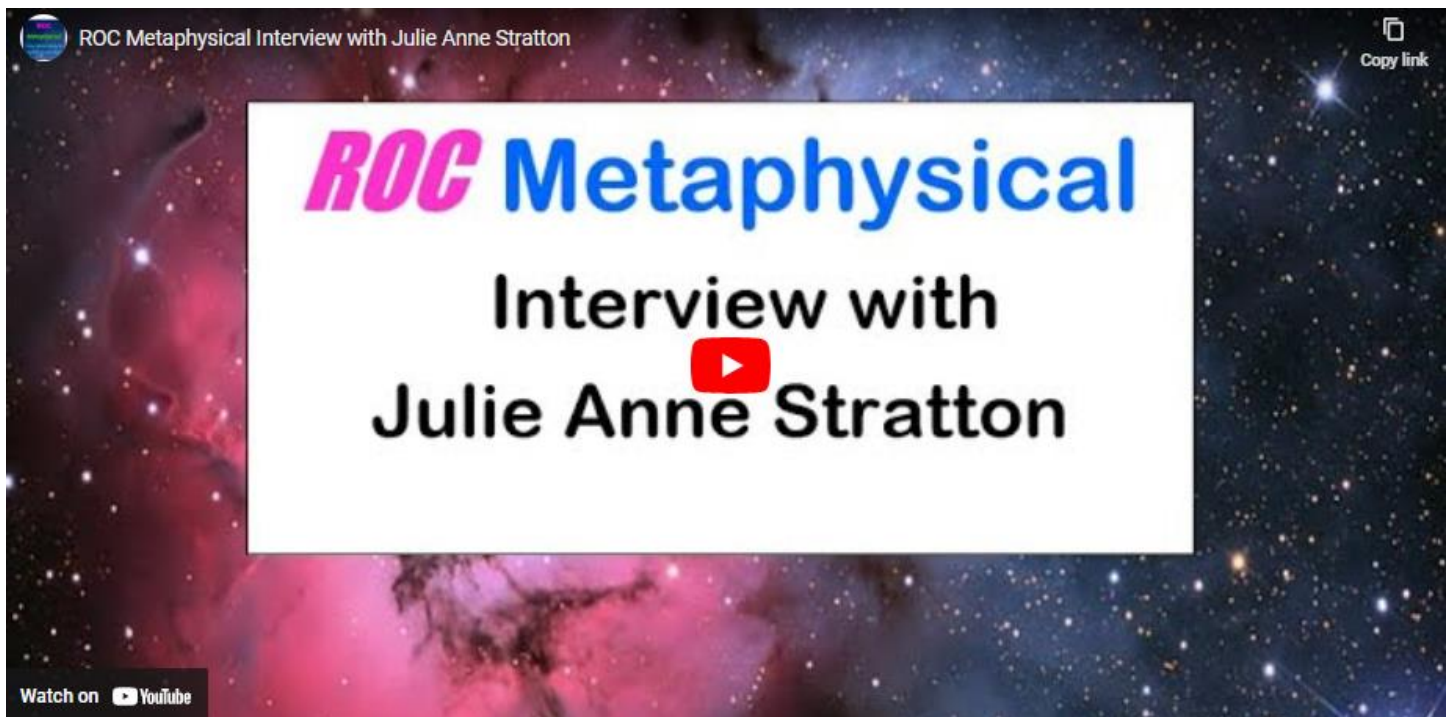 ROC Metaphysical Interview with Julie Anne Stratton
Copy link
ROC Metaphysical
Interview with
Julie Anne Stratton
Watch on YouTube